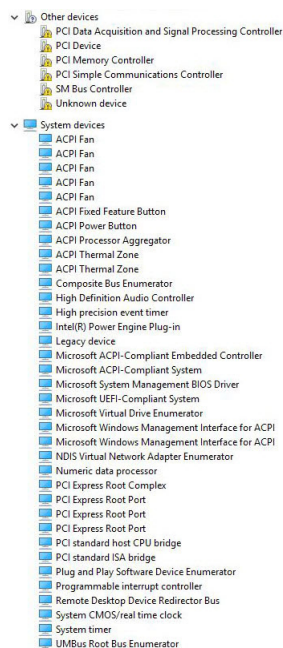 Other devices
PCI Data Acquisition and Signal Processing Controller
PCI Device
PCI Memory Controller
PCI Simple Communications Controller
SM Bus Controller
Unknown device
System devices
ACPI Fan
ACPI Fan
ACPI Fan
ACPI Fan
ACPI Fan
ACPI Fixed Feature Button
ACPI Power Button
ACPI Processor Aggregator
ACPI Thermal Zone
ACPI Thermal Zone
Composite Bus Enumerator
High Definition Audio Controller
High precision event timer
Intel(R) Power Engine Plug-in
Legacy device
Microsoft ACPI-Compliant Embedded Controller
Microsoft ACPI-Compliant System
Microsoft System Management BIOS Driver
Microsoft UEFI-Compliant System
Microsoft Virtual Drive Enumerator
Microsoft Windows Management Interface for ACPI
Microsoft Windows Management Interface for ACPI
NDIS Virtual Network Adapter Enumerator
Numeric data processor
PCI Express Root Complex
PCI Express Root Port
PCI Express Root Port
PCI Express Root Port
PCI standard host CPU bridge
PCI standard ISA bridge
Plug and Play Software Device Enumerator
Programmable interrupt controller
Remote Desktop Device Redirector Bus
System CMOS/real time clock
System timer
UMBus Root Bus Enumerator